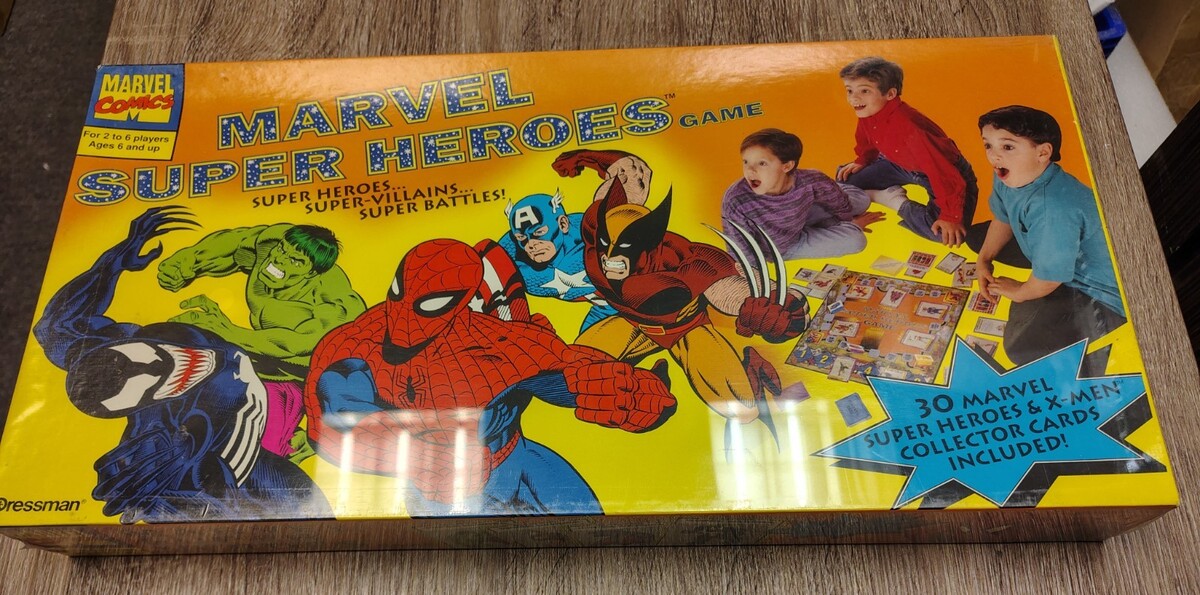 MARVEL
COMICS
For 2 to 6 players
Ages 6 and up
MARVEL
SUPER HEROES™ GAME
SUPER HEROES...
SUPER-VILLAINS...
SUPER BATTLES!
A
30 MARVEL
SUPER HEROES & X-MEN™
COLLECTOR CARDS
INCLUDED!
Pressman®